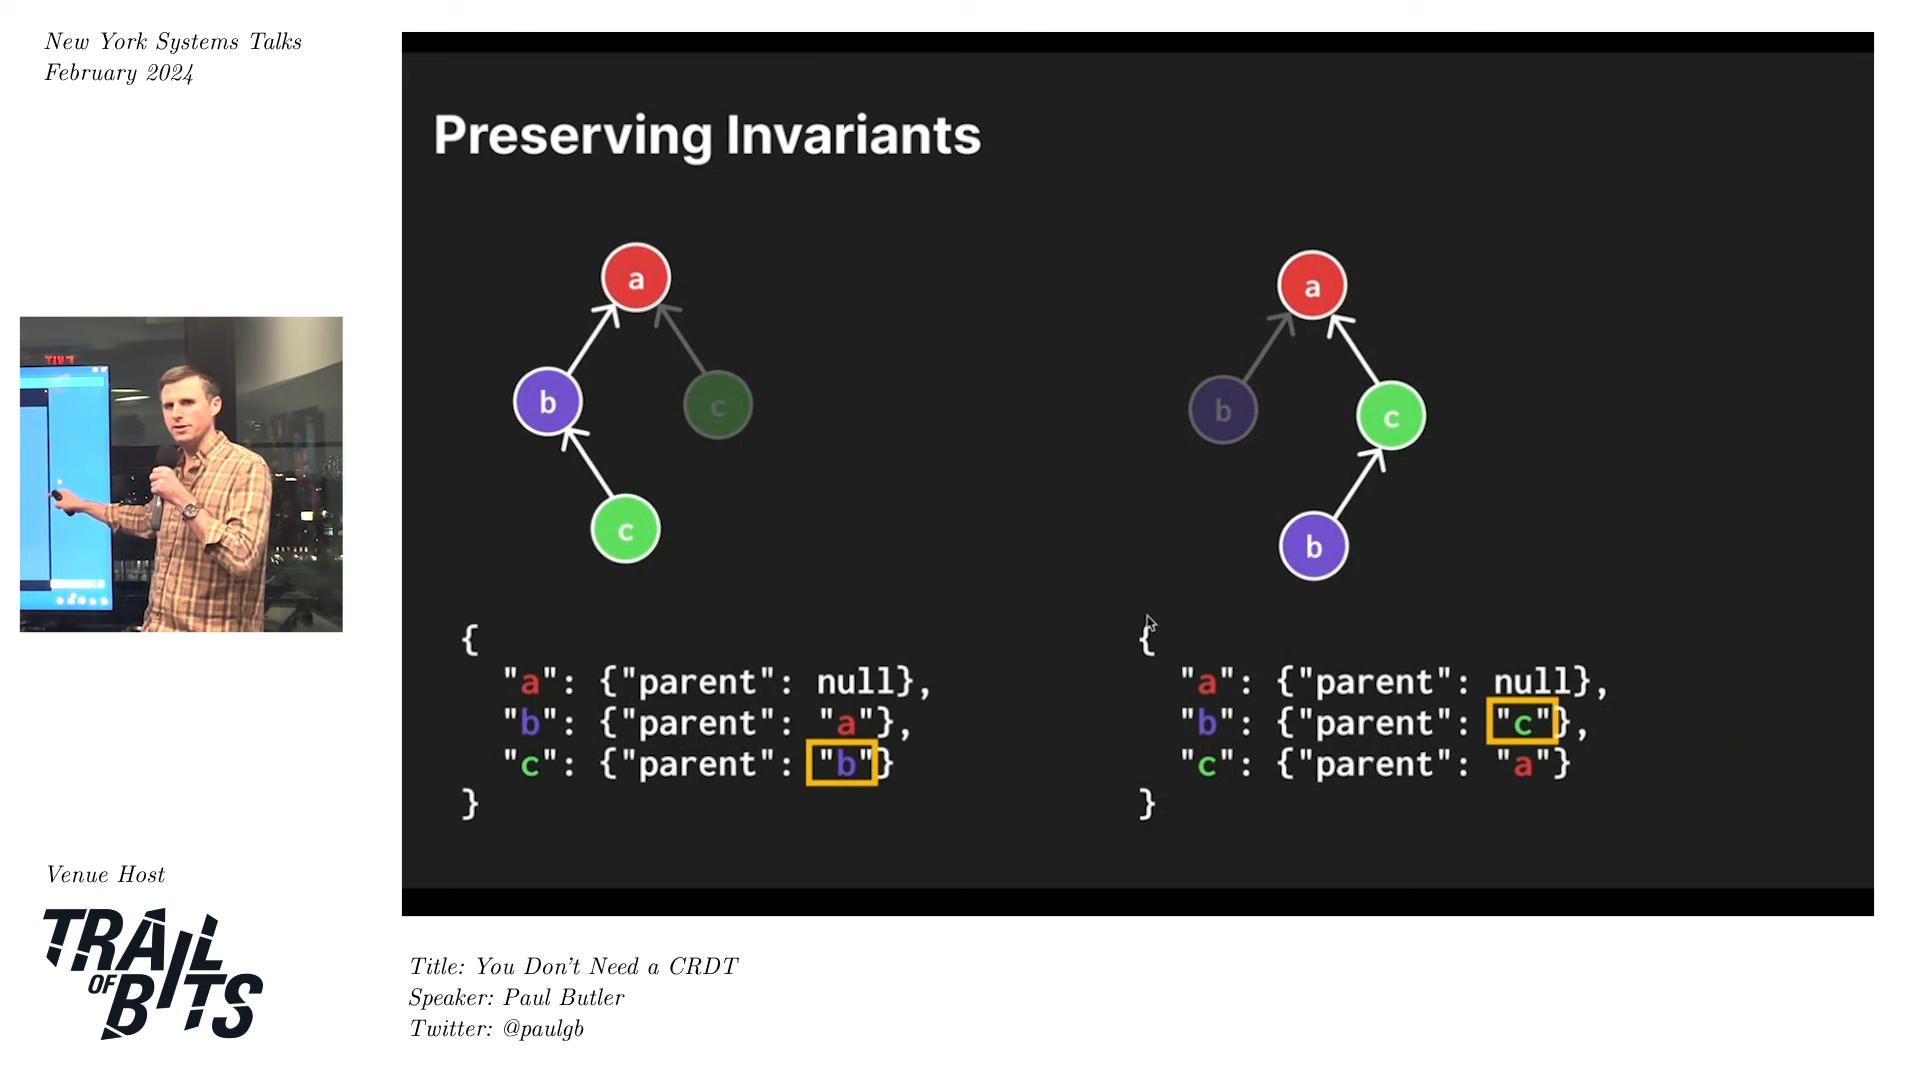 New York Systems Talks
February 2024
Preserving Invariants
a
b
c
c
a
b
c
b
{
"a": {"parent": null},
"b": {"parent": "a"},
"c": {"parent": "b"}
}
{
"a": {"parent": null},
"b": {"parent": "c"},
"c": {"parent": "a"}
}
Venue Host
TRAIL
OF
BITS
Title: You Don't Need a CRDT
Speaker: Paul Butler
Twitter: @paulgb